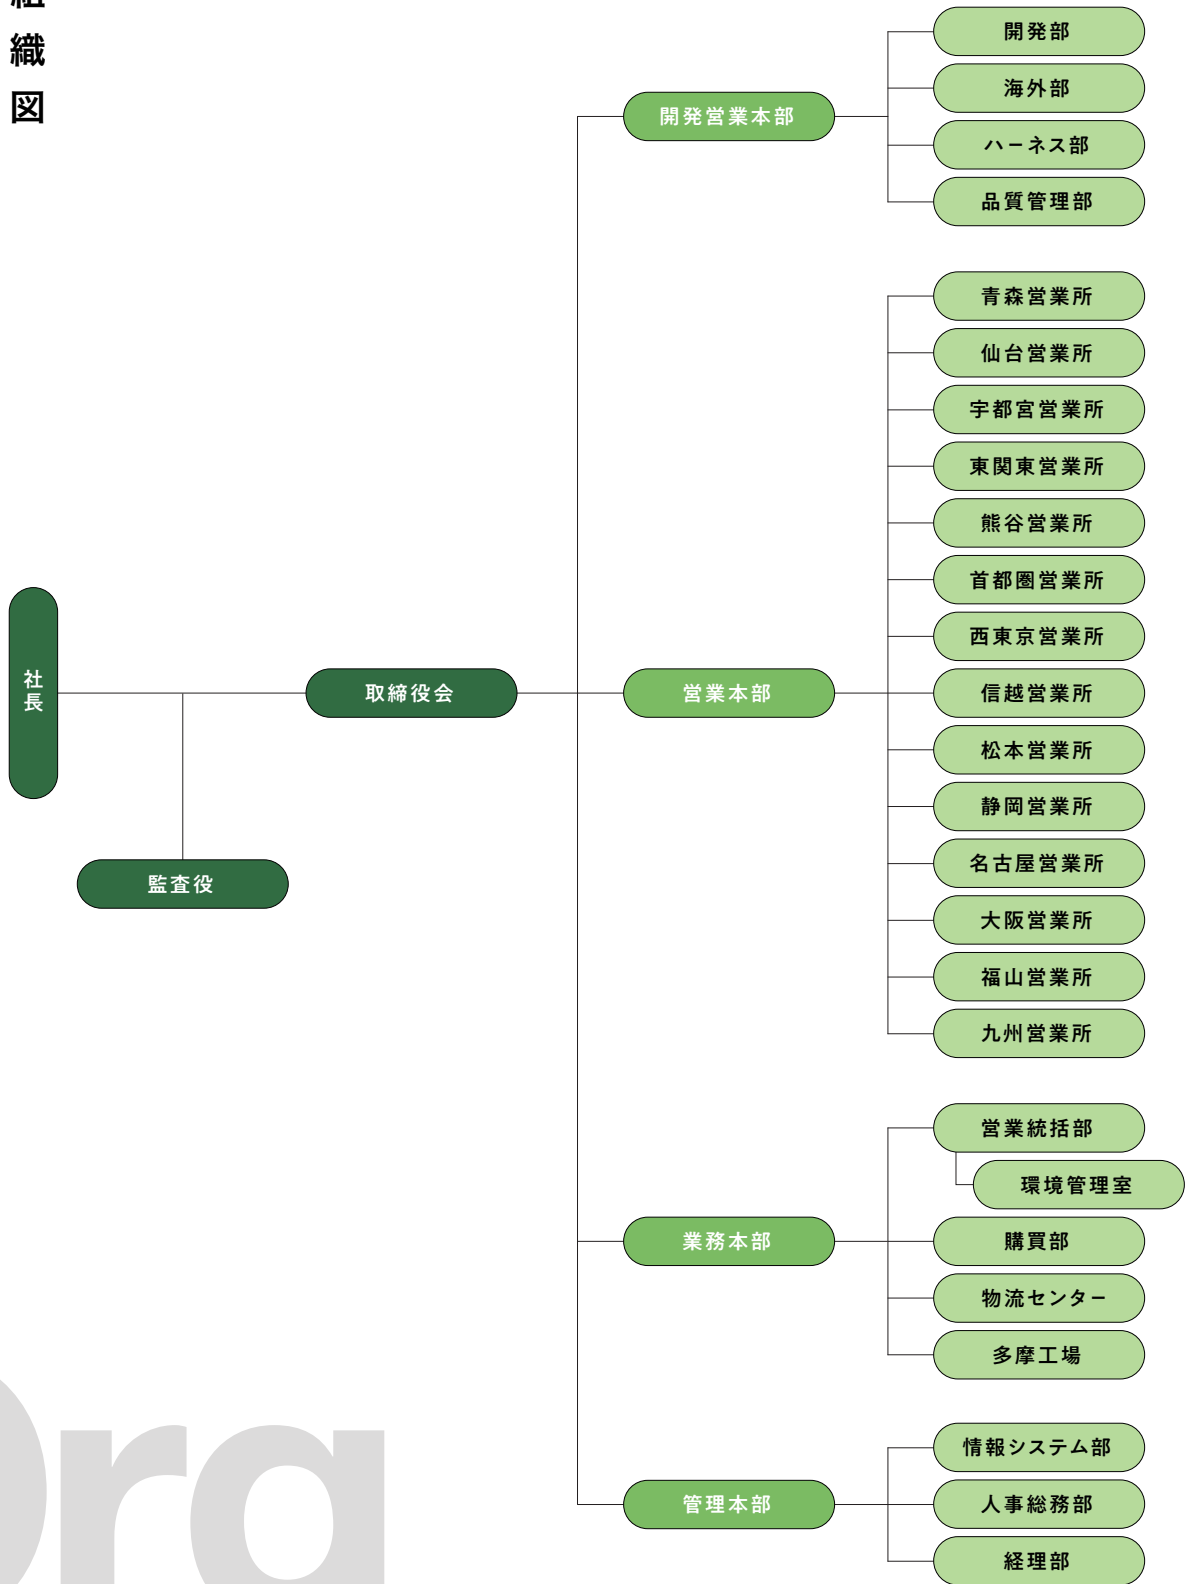 組織図
社長
取締役会
監査役
開発営業本部
開発部
海外部
ハーネス部
品質管理部
営業本部
青森営業所
仙台営業所
宇都宮営業所
東関東営業所
熊谷営業所
首都圏営業所
西東京営業所
信越営業所
松本営業所
静岡営業所
名古屋営業所
大阪営業所
福山営業所
九州営業所
業務本部
営業統括部
環境管理室
購買部
物流センター
多摩工場
管理本部
情報システム部
人事総務部
経理部
Org